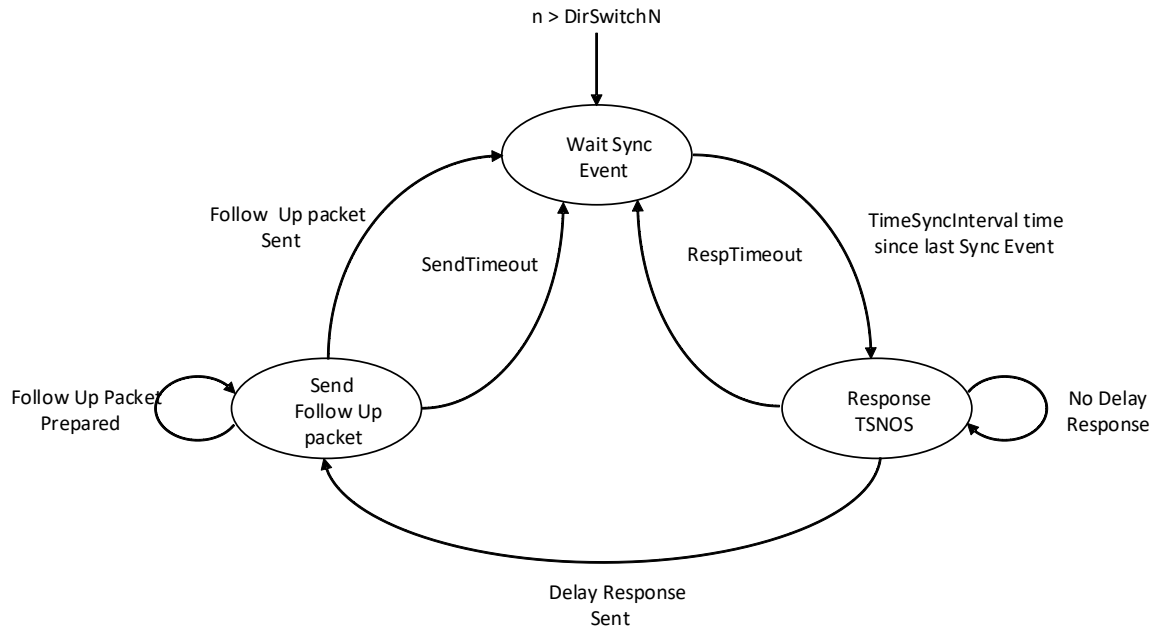 n > DirSwitchN
Wait Sync
Event
Follow Up packet
Sent
SendTimeout
RespTimeout
TimeSyncInterval time
since last Sync Event
Follow Up Packet
Prepared
Send
Follow Up
packet
Response
TSNOS
No Delay
Response
Delay Response
Sent